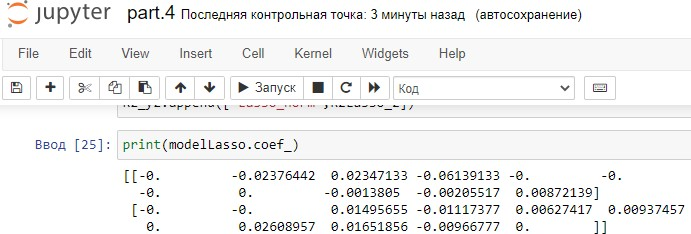 jupyter part.4 Последняя контрольная точка: 3 минуты назад (автосохранение)
File Edit View Insert Cell Kernel Widgets Help
Запуск Код
Ввод [25]: print(modelLasso.coef_)
[[-0. -0.02376442 0.02347133 -0.06139133 -0. -0.
-0. 0. -0.0013805 -0.00205517 0.00872139]
[-0. -0. 0.01495655 -0.01117377 0.00627417 0.00937457
0. 0.02608957 0.01651856 -0.00966777 0. ]]